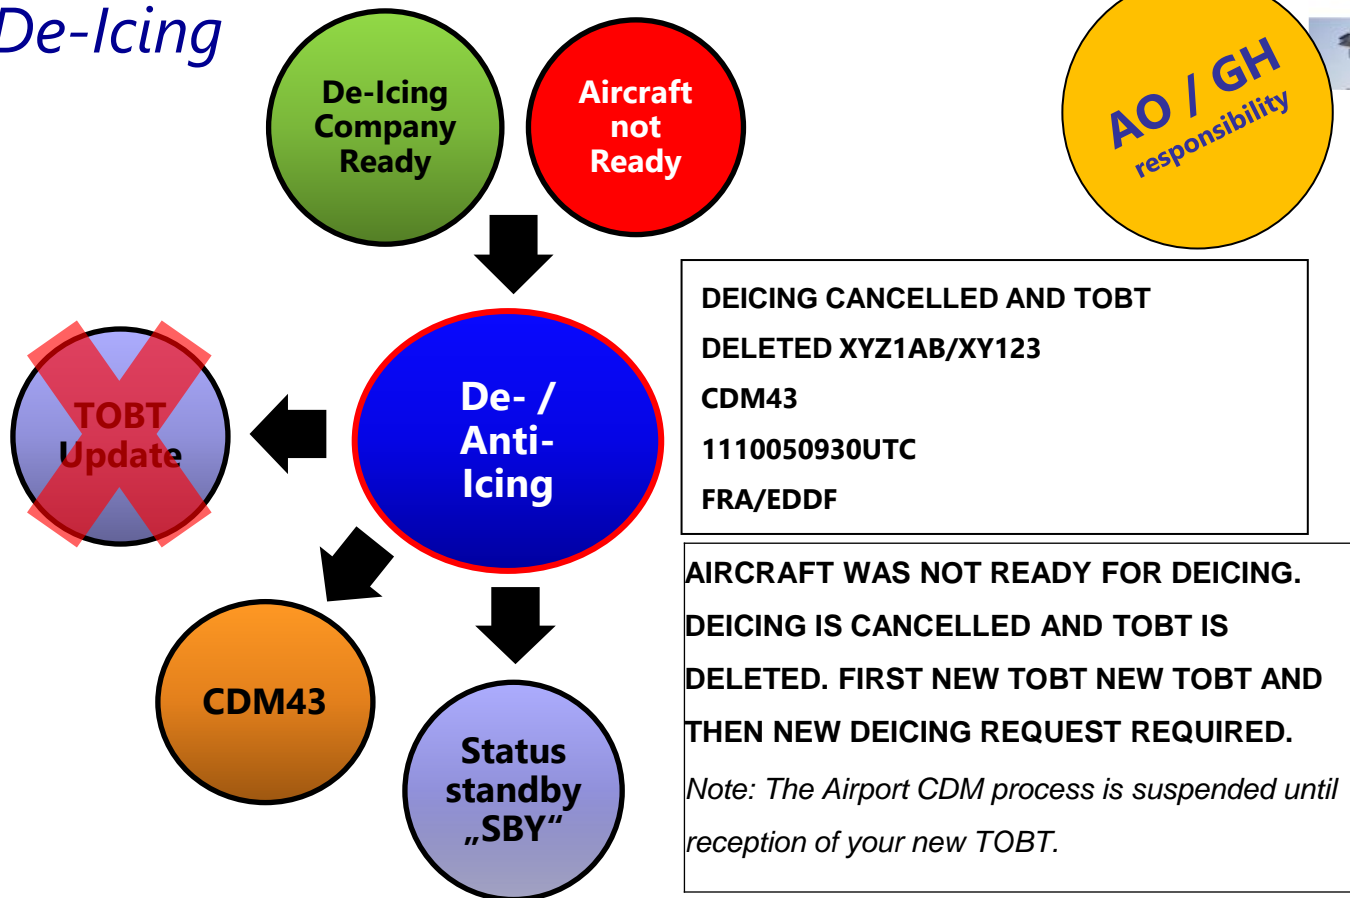 De-Icing
De-Icing
Company
Ready
Aircraft
not
Ready
AO / GH
responsibility
TOBT
Update
De- /
Anti-
Icing
CDM43
Status
standby
„SBY“
DEICING CANCELLED AND TOBT
DELETED XYZ1AB/XY123
CDM43
1110050930UTC
FRA/EDDF
AIRCRAFT WAS NOT READY FOR DEICING.
DEICING IS CANCELLED AND TOBT IS
DELETED. FIRST NEW TOBT NEW TOBT AND
THEN NEW DEICING REQUEST REQUIRED.
Note: The Airport CDM process is suspended until
reception of your new TOBT.